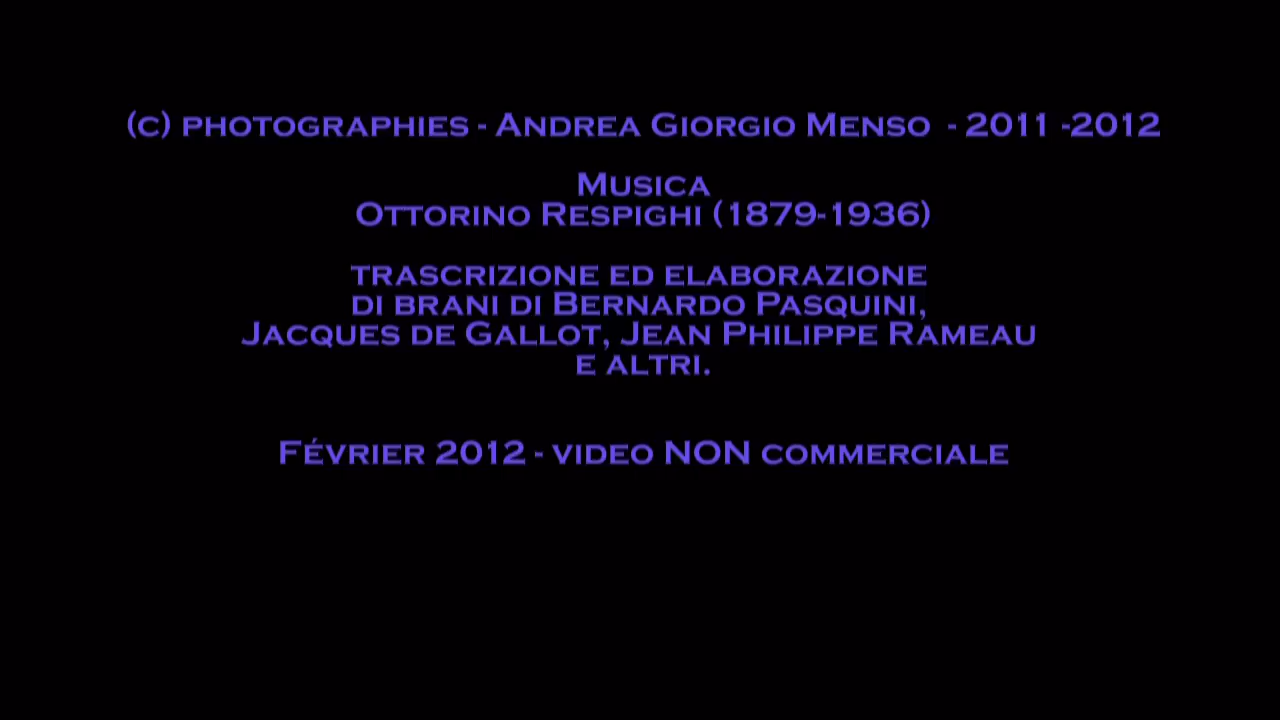 (c) photographies - Andrea Giorgio Menso - 2011 -2012
Musica
Ottorino Respighi (1879-1936)
trascrizione ed elaborazione
di brani di Bernardo Pasquini,
Jacques de Gallot, Jean Philippe Rameau
e altri.
Février 2012 - video NON commerciale